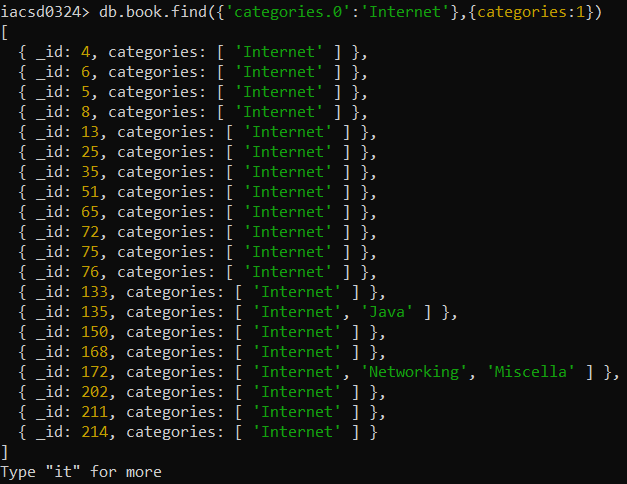 iacsd0324> db.book.find({'categories.0':'Internet'},{categories:1})
[
  { _id: 4, categories: [ 'Internet' ] },
  { _id: 6, categories: [ 'Internet' ] },
  { _id: 5, categories: [ 'Internet' ] },
  { _id: 8, categories: [ 'Internet' ] },
  { _id: 13, categories: [ 'Internet' ] },
  { _id: 25, categories: [ 'Internet' ] },
  { _id: 35, categories: [ 'Internet' ] },
  { _id: 51, categories: [ 'Internet' ] },
  { _id: 65, categories: [ 'Internet' ] },
  { _id: 72, categories: [ 'Internet' ] },
  { _id: 75, categories: [ 'Internet' ] },
  { _id: 76, categories: [ 'Internet' ] },
  { _id: 133, categories: [ 'Internet' ] },
  { _id: 135, categories: [ 'Internet', 'Java' ] },
  { _id: 150, categories: [ 'Internet' ] },
  { _id: 168, categories: [ 'Internet' ] },
  { _id: 172, categories: [ 'Internet', 'Networking', 'Miscella' ] },
  { _id: 202, categories: [ 'Internet' ] },
  { _id: 211, categories: [ 'Internet' ] },
  { _id: 214, categories: [ 'Internet' ] }
]
Type "it" for more